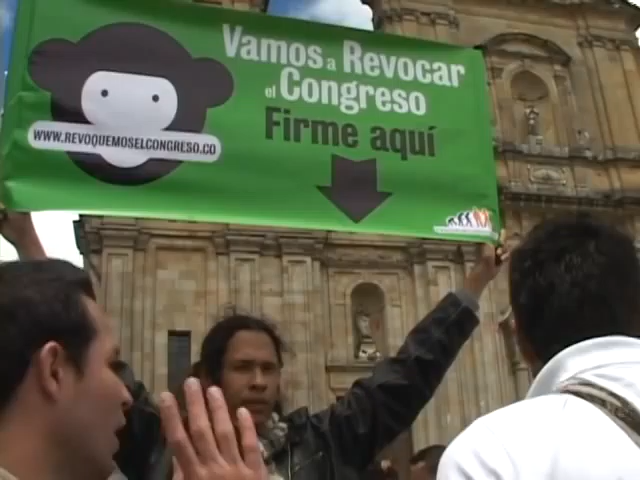 Vamos a Revocar
el Congreso
Firme aquí
WWW.REVOQUEMOSELCONGRESO.CO